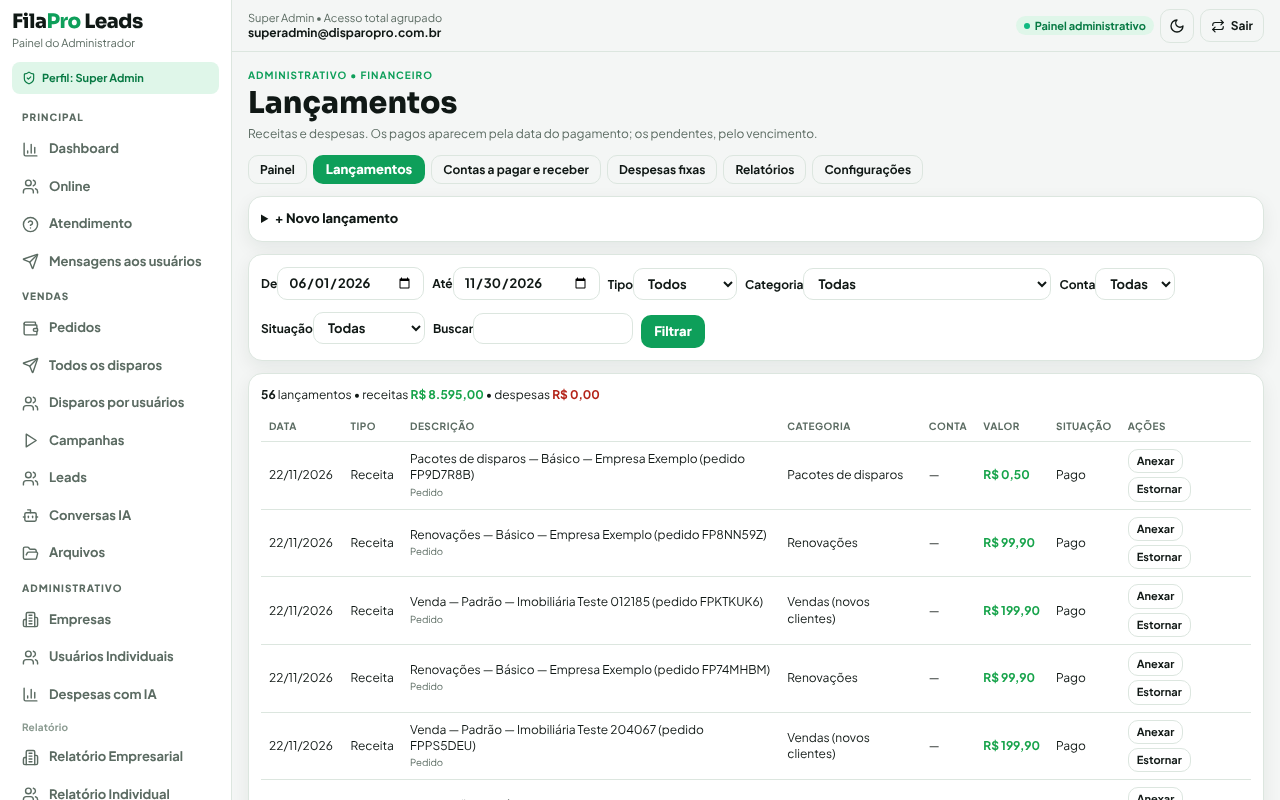 FilaPro Leads
Painel do Administrador
Perfil: Super Admin
PRINCIPAL
Dashboard
Online
Atendimento
Mensagens aos usuários
VENDAS
Pedidos
Todos os disparos
Disparos por usuários
Campanhas
Leads
Conversas IA
Arquivos
ADMINISTRATIVO
Empresas
Usuários Individuais
Despesas com IA
Relatório
Relatório Empresarial
Relatório Individual
Super Admin • Acesso total agrupado
superadmin@disparopro.com.br
Painel administrativo
Sair
ADMINISTRATIVO • FINANCEIRO
Lançamentos
Receitas e despesas. Os pagos aparecem pela data do pagamento; os pendentes, pelo vencimento.
Painel Lançamentos Contas a pagar e receber Despesas fixas Relatórios Configurações
+ Novo lançamento
De 06/01/2026 Até 11/30/2026 Tipo Todos Categoria Todas Conta Todas
Situação Todas Buscar Filtrar
56 lançamentos • receitas R$ 8.595,00 • despesas R$ 0,00
DATA TIPO DESCRIÇÃO CATEGORIA CONTA VALOR SITUAÇÃO AÇÕES
22/11/2026 Receita Pacotes de disparos — Básico — Empresa Exemplo (pedido
FP9D7R8B)
Pedido
Pacotes de disparos — R$ 0,50 Pago
Anexar
Estornar
22/11/2026 Receita Renovações — Básico — Empresa Exemplo (pedido FP8NN59Z)
Pedido
Renovações — R$ 99,90 Pago
Anexar
Estornar
22/11/2026 Receita Venda — Padrão — Imobiliária Teste 012185 (pedido FPKTKUK6)
Pedido
Vendas (novos
clientes)
— R$ 199,90 Pago
Anexar
Estornar
22/11/2026 Receita Renovações — Básico — Empresa Exemplo (pedido FP74MHBM)
Pedido
Renovações — R$ 99,90 Pago
Anexar
Estornar
22/11/2026 Receita Venda — Padrão — Imobiliária Teste 204067 (pedido
FPPS5DEU)
Pedido
Vendas (novos
clientes)
— R$ 199,90 Pago
Anexar
Estornar
Anexar